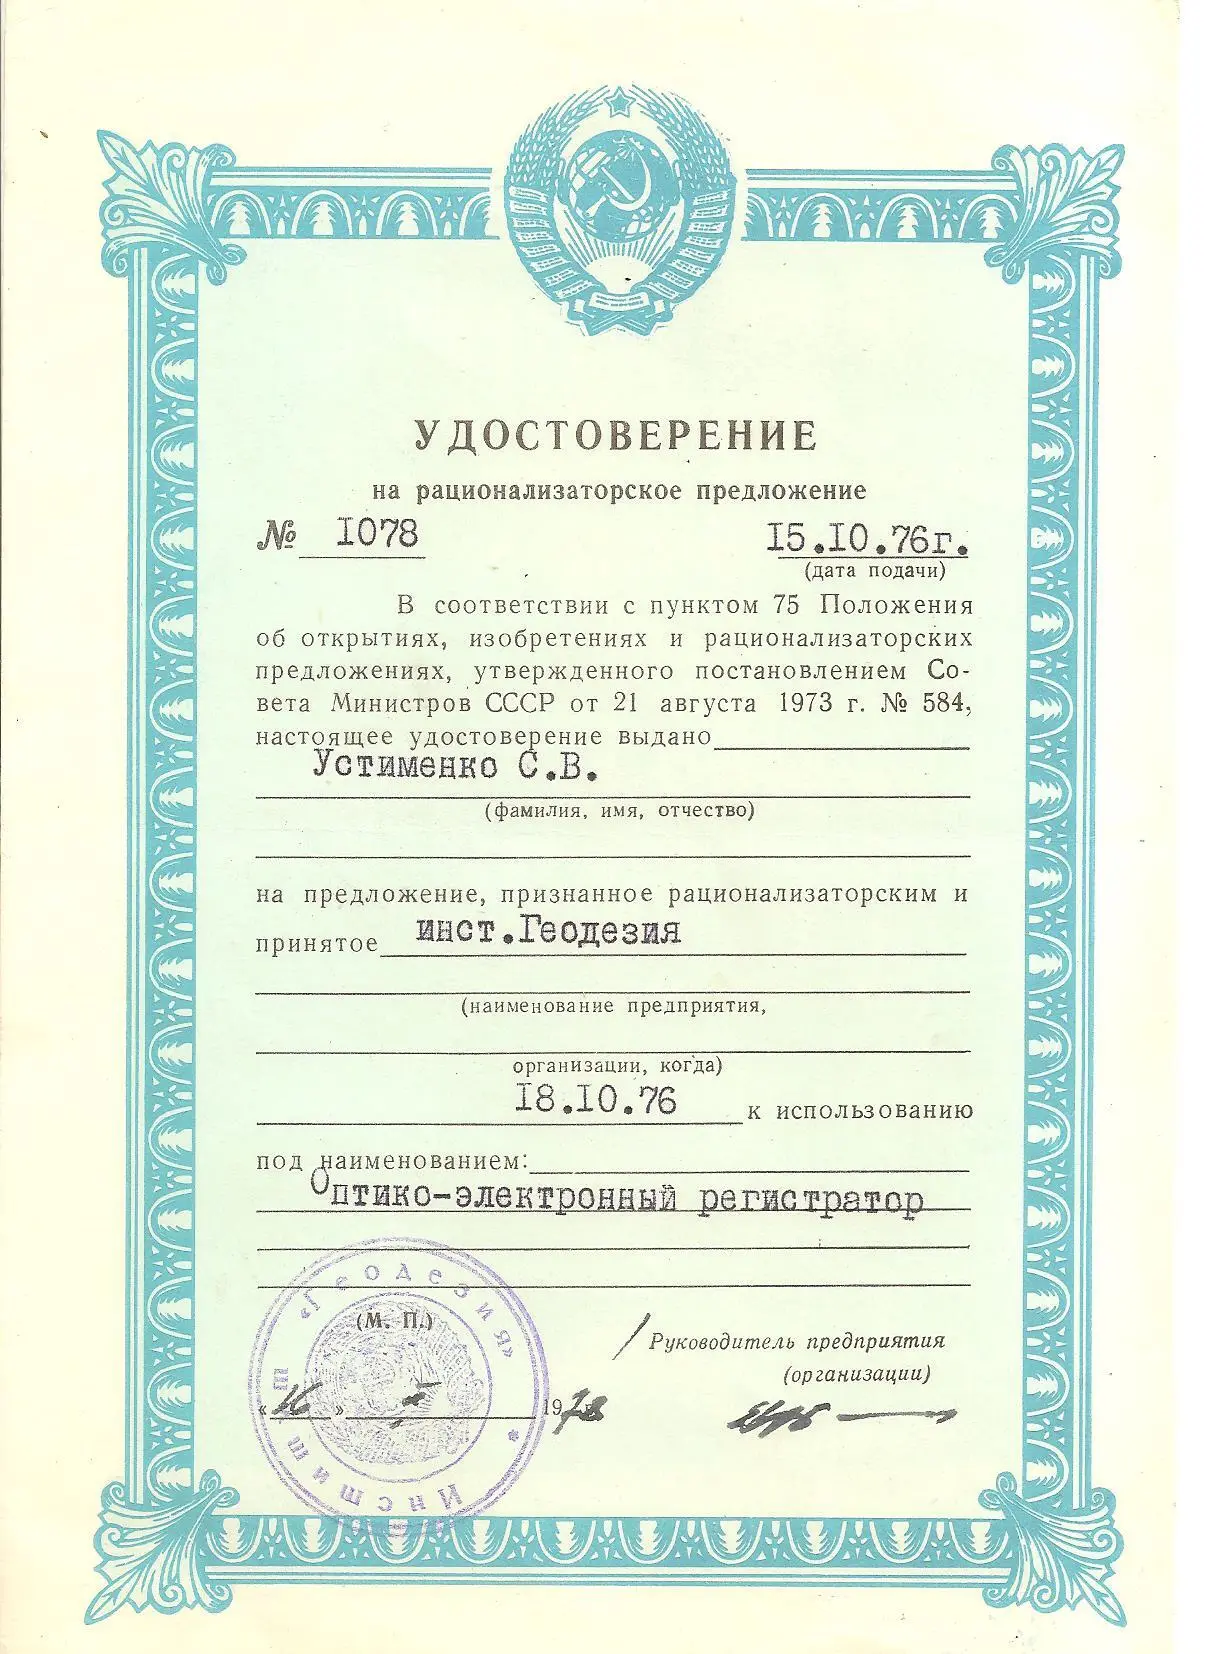 УДОСТОВЕРЕНИЕ
на рационализаторское предложение
№ 1078 15.10.76г.
(дата подачи)
В соответствии с пунктом 75 Положения
об открытиях, изобретениях и рационализаторских
предложениях, утвержденного постановлением Со-
вета Министров СССР от 21 августа 1973 г. № 584,
настоящее удостоверение выдано
Устименко С.В.
(фамилия, имя, отчество)
на предложение, признанное рационализаторским и
принятое инст.Геодезия
(наименование предприятия,
организации, когда)
18.10.76 к использованию
под наименованием:
Оптико-электронный регистратор
Институт «Геодезия»
(М. П.)
Руководитель предприятия
(организации)
«16» 1978